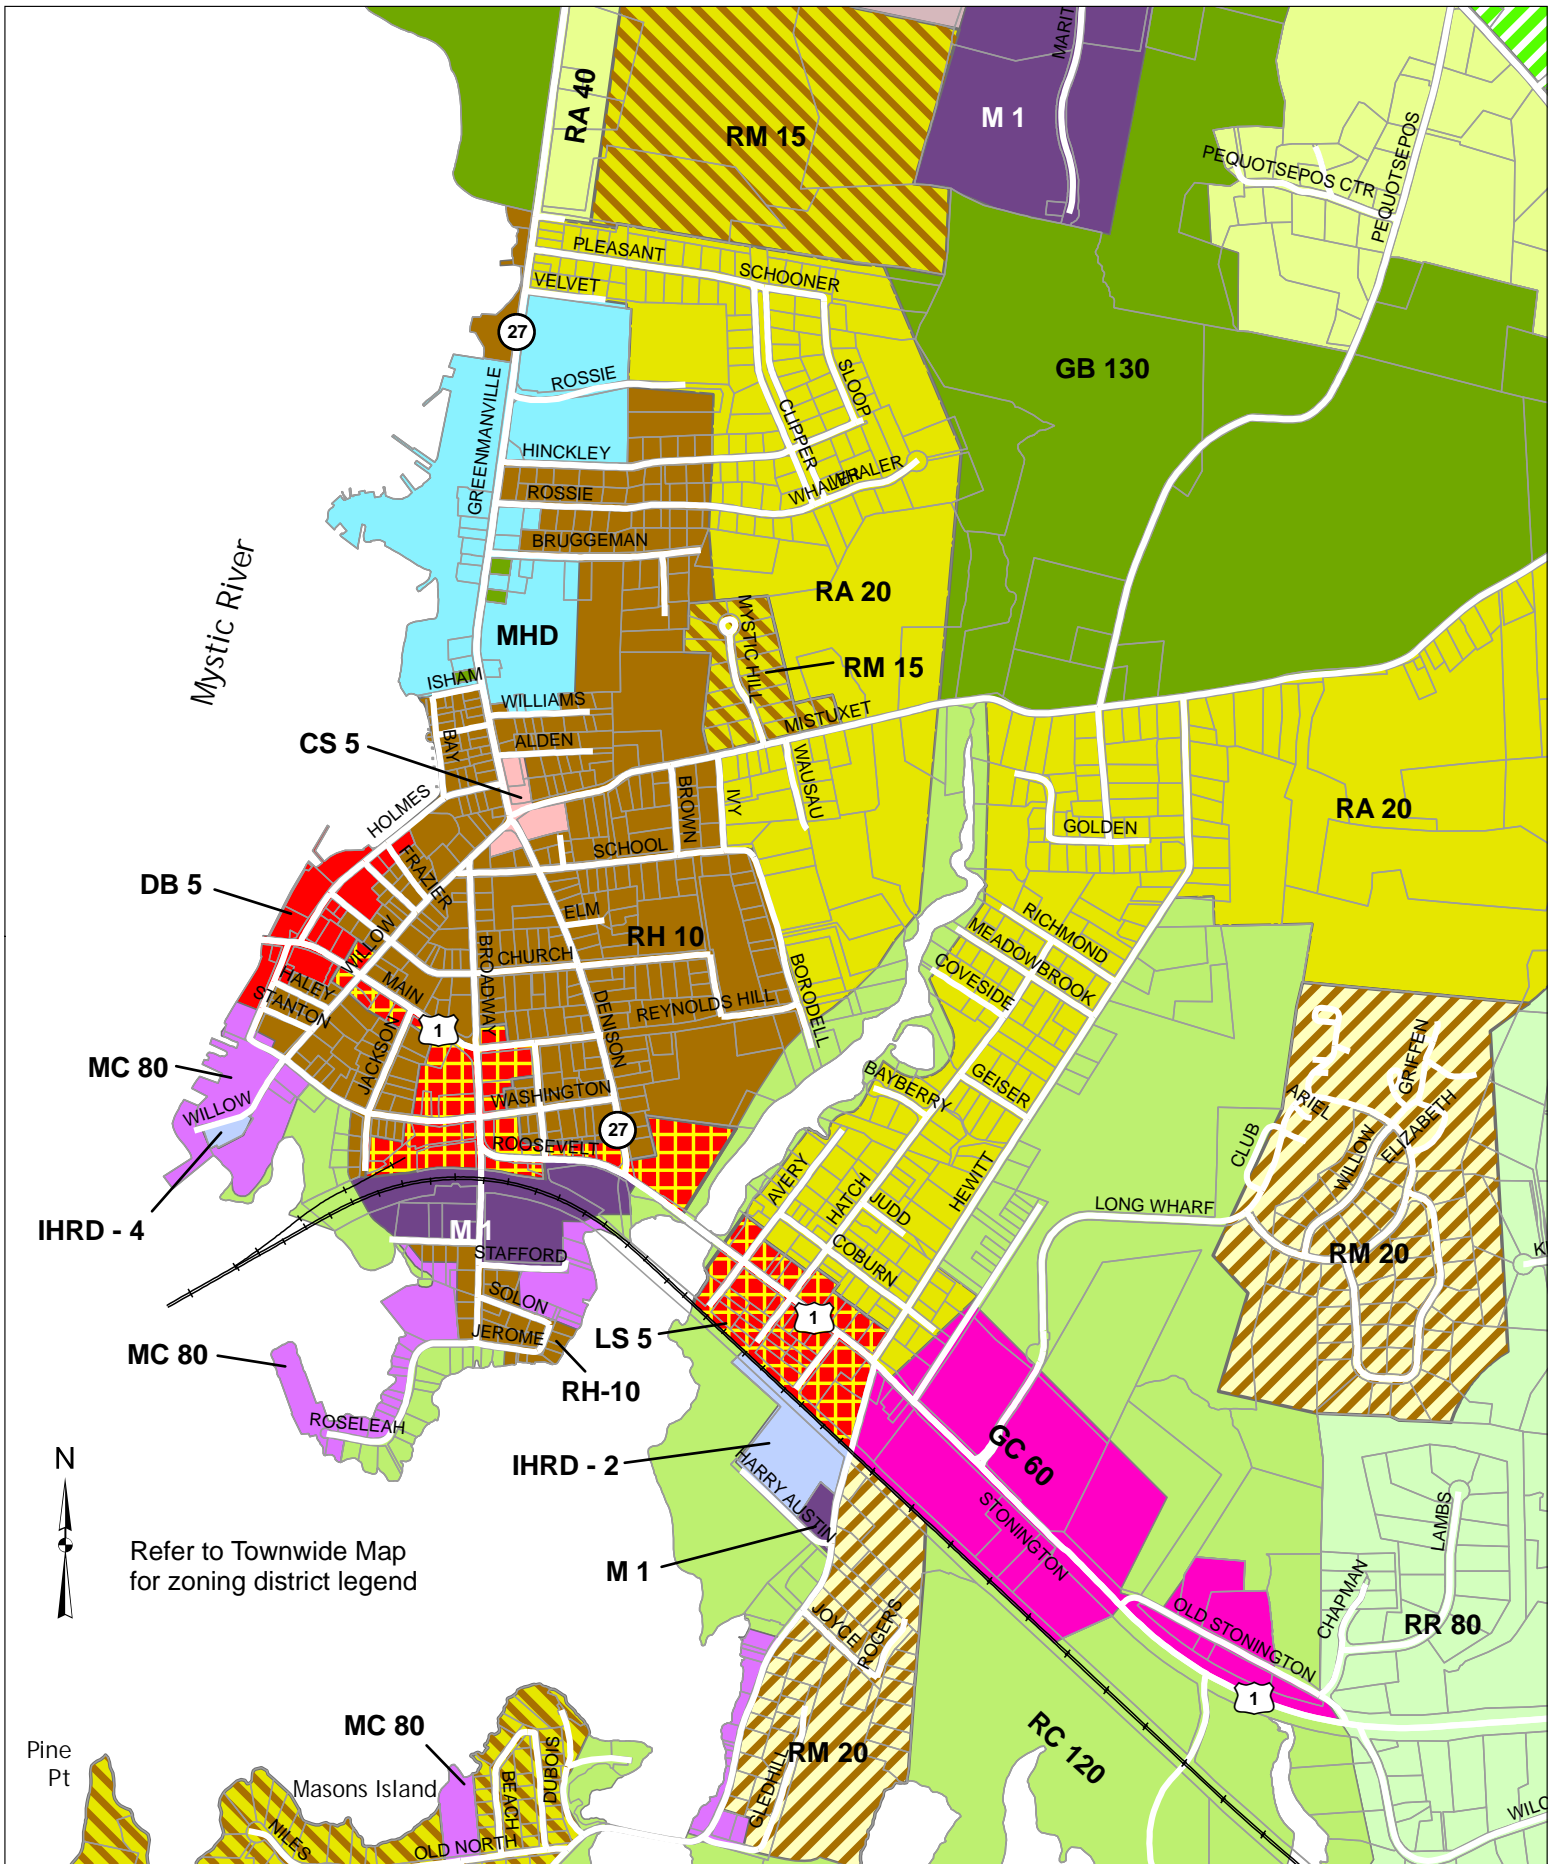 RA 40
RM 15
M 1
MARIT
PEQUOTSEPOS CTR
PEQUOTSEPOS
PLEASANT
SCHOONER
VELVET
27
ROSSIE
GREENMANVILLE
SLOOP
CLIPPER
GB 130
HINCKLEY
WHALER
WHALER
ROSSIE
BRUGGEMAN
Mystic River
RA 20
MHD
MYSTIC HILL
RM 15
ISHAM
WILLIAMS
MISTUXET
CS 5
BAY
ALDEN
WAUSAU
BROWN
IVY
HOLMES
GOLDEN
RA 20
SCHOOL
FRAZIER
DB 5
ELM
RH 10
WILLOW
BROADWAY
CHURCH
RICHMOND
MEADOWBROOK
COVESIDE
BORODELL
HALEY
MAIN
STANTON
DENISON
REYNOLDS HILL
1
JACKSON
MC 80
WASHINGTON
WILLOW
BAYBERRY
GEISER
GRIFFEN
ARIEL
ELIZABETH
CLUB
WILLOW
27
ROOSEVELT
AVERY
HATCH
JUDD
HEWITT
LONG WHARF
IHRD - 4
M 1
STAFFORD
COBURN
RM 20
K
SOLON
JEROME
LS 5
1
MC 80
RH-10
ROSELEAH
GC 60
N
IHRD - 2
HARRY AUSTIN
STONINGTON
LAMBS
Refer to Townwide Map
for zoning district legend
M 1
CHAPMAN
JOYCE
ROGERS
OLD STONINGTON
RR 80
1
MC 80
RC 120
Pine
Pt
Masons Island
DUBOIS
BEACH
RM 20
GLEDHILL
NILES
OLD NORTH
WILC